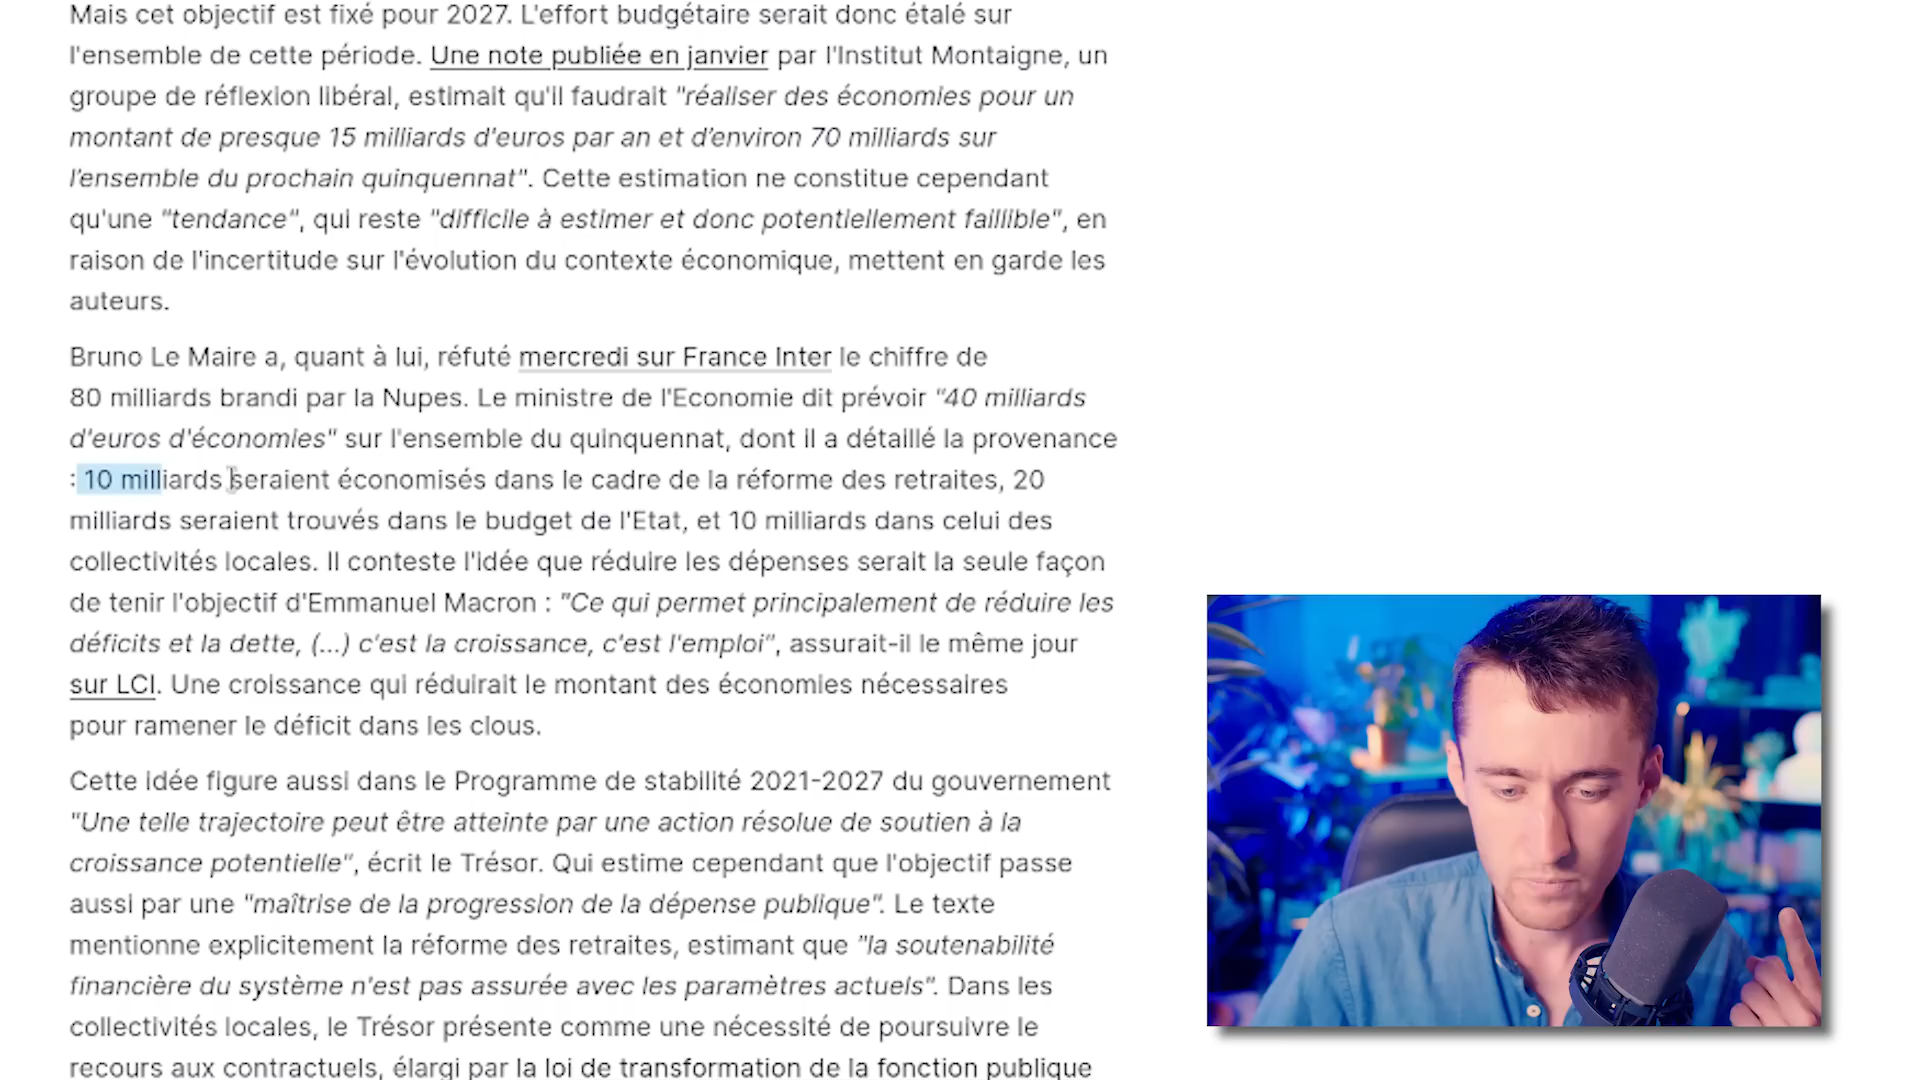 Mais cet objectif est fixé pour 2027. L'effort budgétaire serait donc étalé sur
l'ensemble de cette période. Une note publiée en janvier par l'Institut Montaigne, un
groupe de réflexion libéral, estimait qu'il faudrait "réaliser des économies pour un
montant de presque 15 milliards d'euros par an et d'environ 70 milliards sur
l'ensemble du prochain quinquennat". Cette estimation ne constitue cependant
qu'une "tendance", qui reste "difficile à estimer et donc potentiellement faillible", en
raison de l'incertitude sur l'évolution du contexte économique, mettent en garde les
auteurs.
Bruno Le Maire a, quant à lui, réfuté mercredi sur France Inter le chiffre de
80 milliards brandi par la Nupes. Le ministre de l'Economie dit prévoir "40 milliards
d'euros d'économies" sur l'ensemble du quinquennat, dont il a détaillé la provenance
: 10 milliards seraient économisés dans le cadre de la réforme des retraites, 20
milliards seraient trouvés dans le budget de l'Etat, et 10 milliards dans celui des
collectivités locales. Il conteste l'idée que réduire les dépenses serait la seule façon
de tenir l'objectif d'Emmanuel Macron : "Ce qui permet principalement de réduire les
déficits et la dette, (...) c'est la croissance, c'est l'emploi", assurait-il le même jour
sur LCI. Une croissance qui réduirait le montant des économies nécessaires
pour ramener le déficit dans les clous.
Cette idée figure aussi dans le Programme de stabilité 2021-2027 du gouvernement
"Une telle trajectoire peut être atteinte par une action résolue de soutien à la
croissance potentielle", écrit le Trésor. Qui estime cependant que l'objectif passe
aussi par une "maîtrise de la progression de la dépense publique". Le texte
mentionne explicitement la réforme des retraites, estimant que "la soutenabilité
financière du système n'est pas assurée avec les paramètres actuels". Dans les
collectivités locales, le Trésor présente comme une nécessité de poursuivre le
recours aux contractuels, élargi par la loi de transformation de la fonction publique